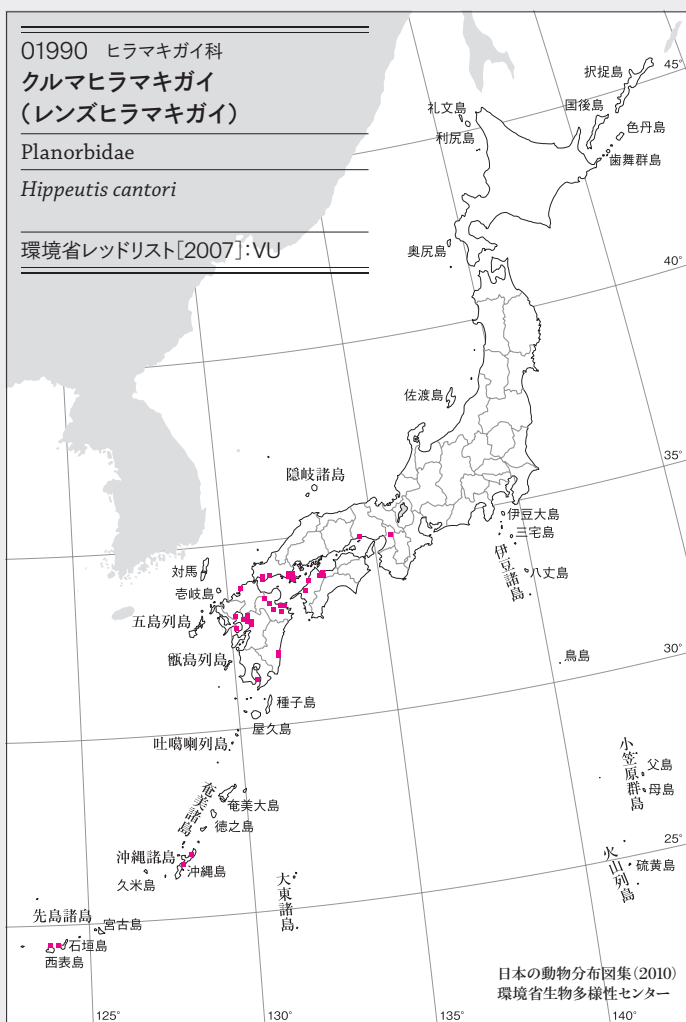 01990 ヒラマキガイ科
クルマヒラマキガイ
（レンズヒラマキガイ）
Planorbidae
Hippeutis cantori
環境省レッドリスト［2007］：VU
択捉島
45°
国後島
礼文島
色丹島
利尻島
歯舞群島
奥尻島
40°
佐渡島
35°
隠岐諸島
伊豆大島
三宅島
伊豆諸島
八丈島
対馬
壱岐島
五島列島
甑島列島
鳥島
30°
種子島
屋久島
吐噶喇列島
小笠原群島
父島
母島
奄美諸島
奄美大島
徳之島
25°
沖縄諸島
沖縄島
久米島
大東諸島
火山列島
硫黄島
先島諸島
宮古島
石垣島
西表島
日本の動物分布図集（2010）
環境省生物多様性センター
125°
130°
135°
140°